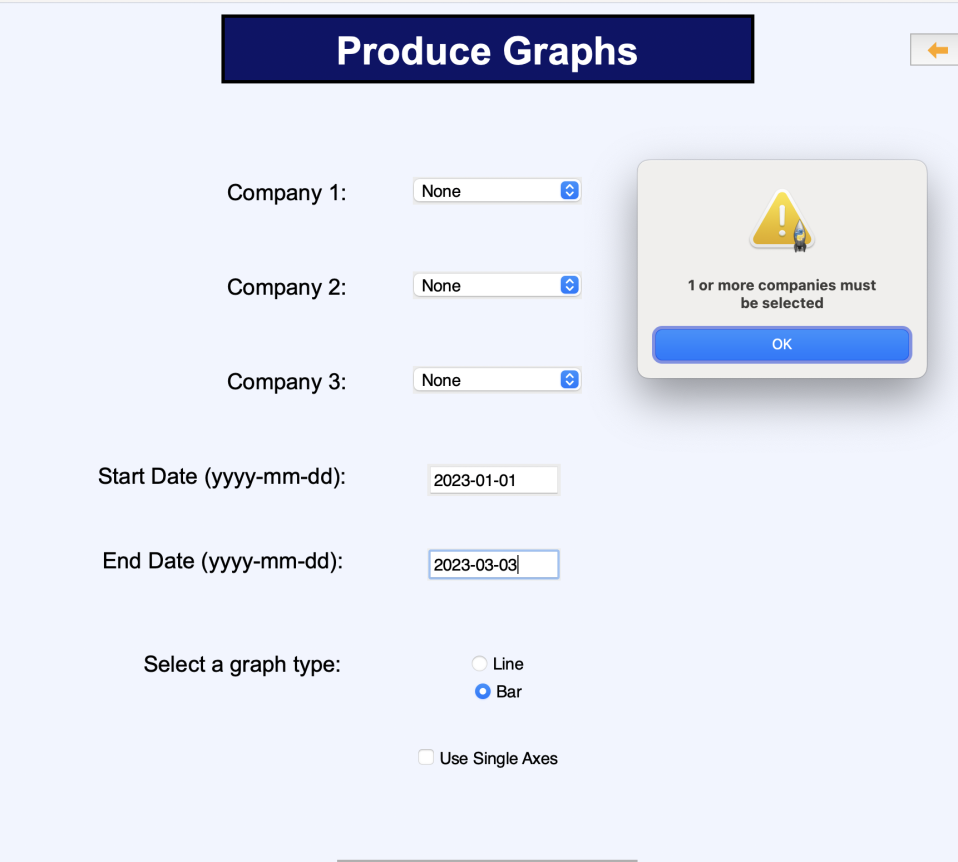 Produce Graphs
Company 1:
None
1 or more companies must
be selected
OK
Company 2:
None
Company 3:
None
Start Date (yyyy-mm-dd):
2023-01-01
End Date (yyyy-mm-dd):
2023-03-03
Select a graph type:
Line
Bar
Use Single Axes